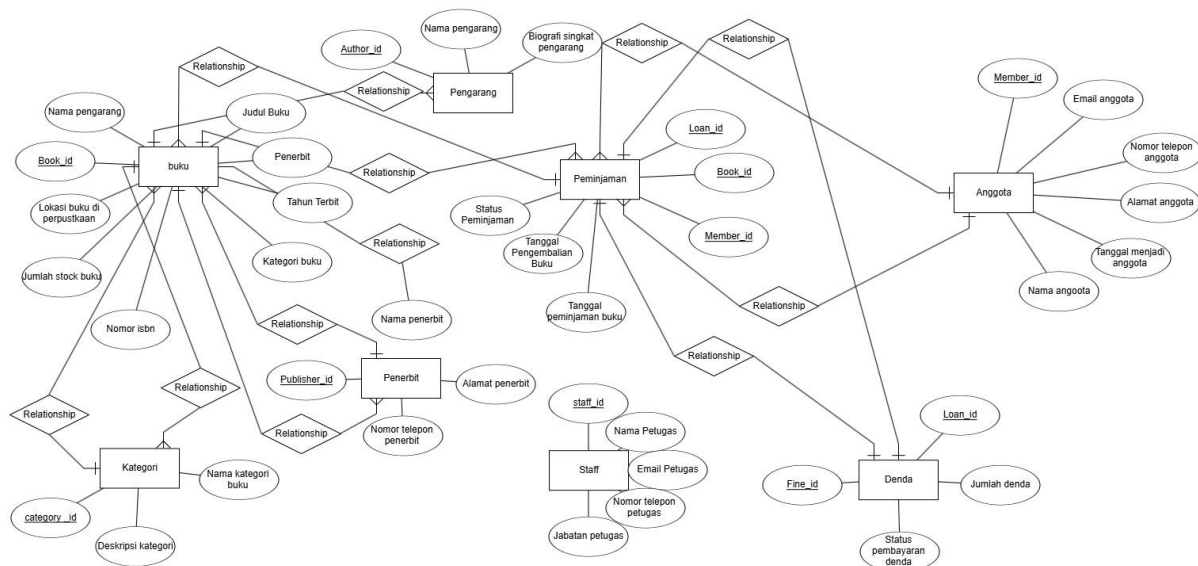 Nama pengarang
Author_id
Biografi singkat
pengarang
Relationship
Relationship
Relationship
Relationship
Pengarang
Member_id
Email anggota
Nama pengarang
Judul Buku
Loan_id
Nomor telepon
anggota
Book_id
buku
Penerbit
Relationship
Peminjaman
Book_id
Anggota
Alamat anggota
Lokasi buku di
perpustkaan
Tahun Terbit
Status
Peminjaman
Member_id
Tanggal
Pengembalian
Buku
Tanggal menjadi
anggota
Relationship
Jumlah stock buku
Kategori buku
Nama angoota
Nomor isbn
Nama penerbit
Tanggal
peminjaman buku
Relationship
Relationship
Relationship
Relationship
Publisher_id
Penerbit
Alamat penerbit
Relationship
Relationship
Nomor telepon
penerbit
staff_id
Nama Petugas
Loan_id
Kategori
Nama kategori
buku
Staff
Email Petugas
Fine_id
Denda
Jumlah denda
category _id
Nomor telepon
petugas
Deskripsi kategori
Jabatan petugas
Status
pembayaran
denda